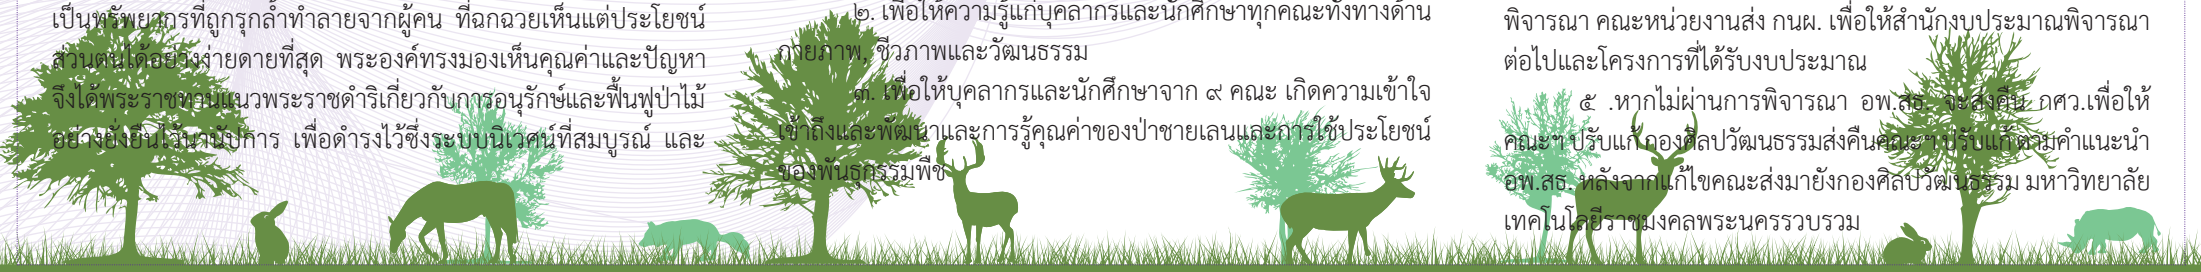 เป็นทรัพยากรที่ถูกรุกล้ำทำลายจากผู้คน ที่ฉกฉวยเห็นแต่ประโยชน์
ส่วนตนได้อย่างง่ายดายที่สุด พระองค์ทรงมองเห็นคุณค่าและปัญหา
จึงได้พระราชทานแนวพระราชดำริเกี่ยวกับการอนุรักษ์และฟื้นฟูป่าไม้
อย่างยั่งยืนไว้นานัปการ เพื่อดำรงไว้ซึ่งระบบนิเวศน์ที่สมบูรณ์ และ
๒. เพื่อให้ความรู้แก่บุคลากรและนักศึกษาทุกคณะทั้งทางด้าน
กายภาพ, ชีวภาพและวัฒนธรรม
๓. เพื่อให้บุคลากรและนักศึกษาจาก ๙ คณะ เกิดความเข้าใจ
เข้าถึงและพัฒนาและการรู้คุณค่าของป่าชายเลนและการใช้ประโยชน์
ของพันธุกรรมพืช
พิจารณา คณะหน่วยงานส่ง กนผ. เพื่อให้สำนักงบประมาณพิจารณา
ต่อไปและโครงการที่ได้รับงบประมาณ
๕ .หากไม่ผ่านการพิจารณา อพ.สธ. จะส่งคืน กศว.เพื่อให้
คณะฯ ปรับแก้ กองศิลปวัฒนธรรมส่งคืนคณะฯ ปรับแก้ ตามคำแนะนำ
อพ.สธ. หลังจากแก้ไขคณะส่งมายังกองศิลปวัฒนธรรม มหาวิทยาลัย
เทคโนโลยีราชมงคลพระนครรวบรวม